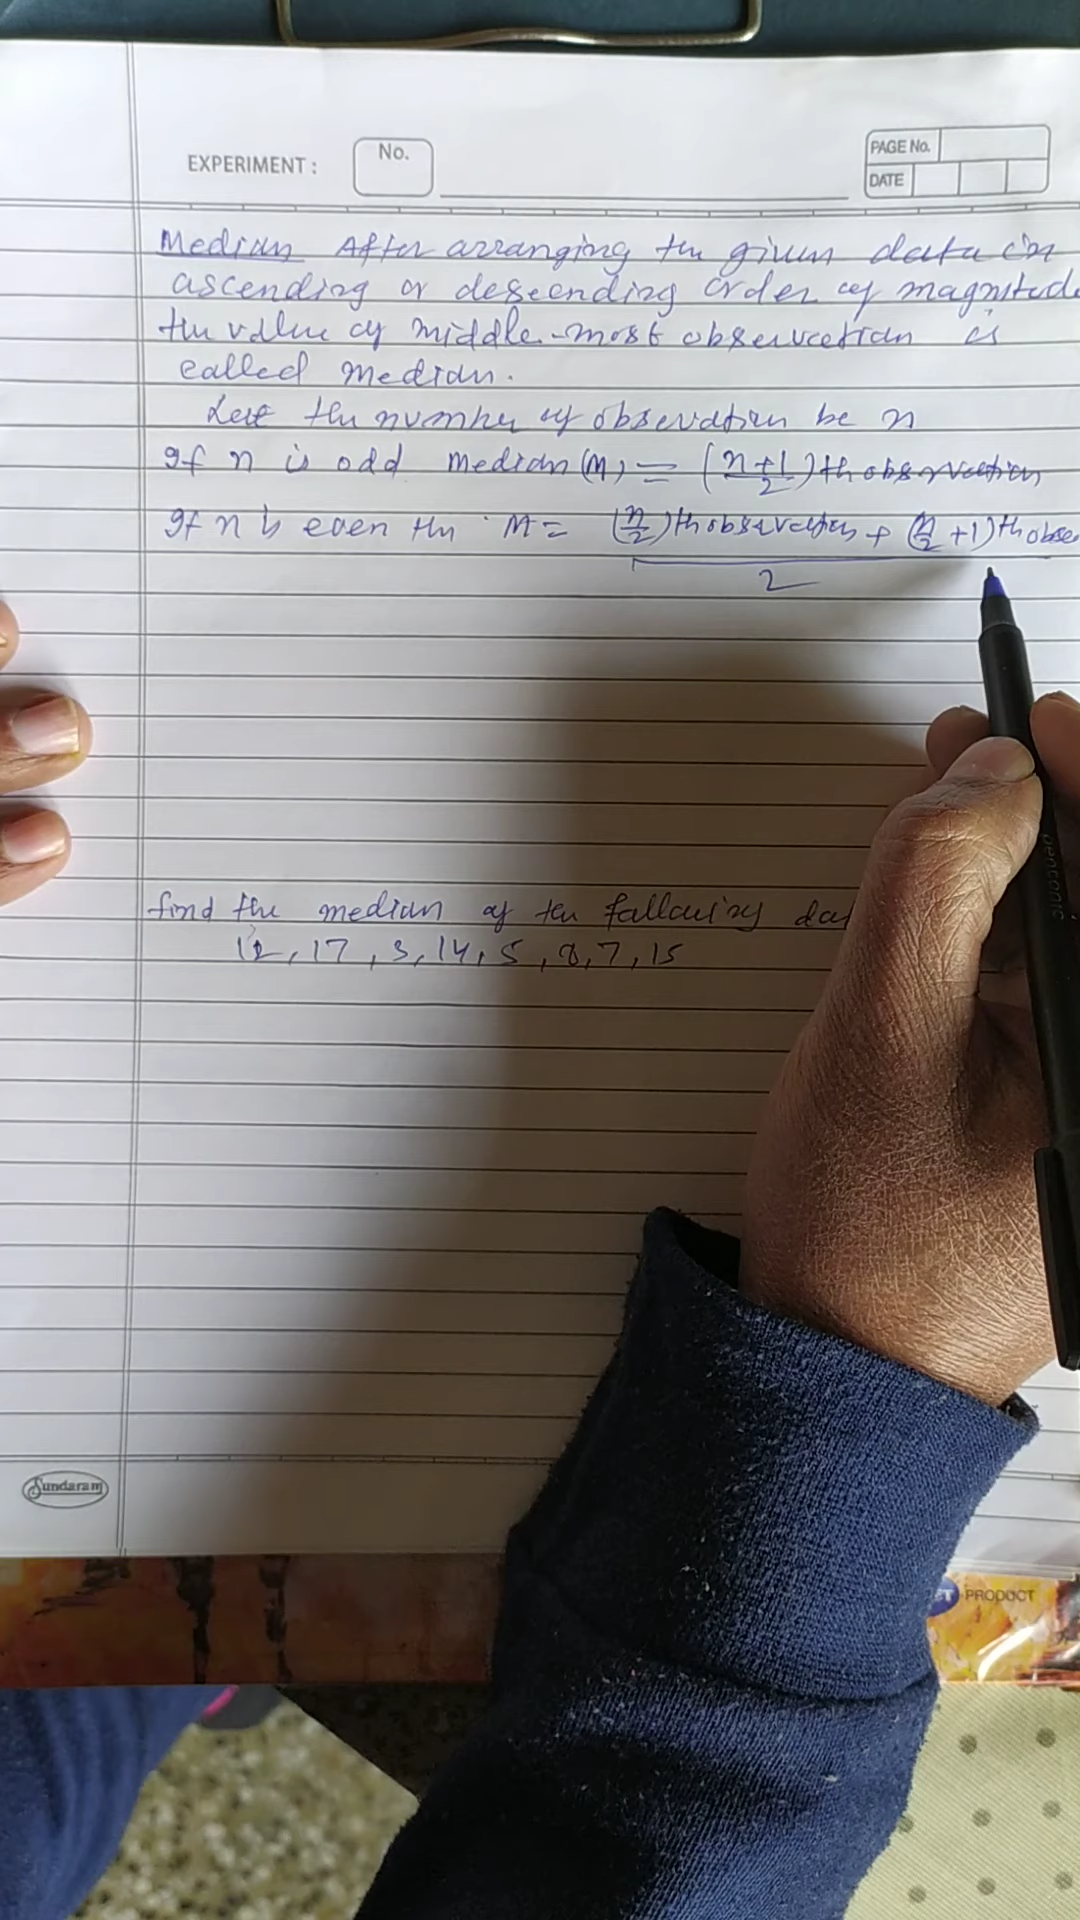 EXPERIMENT :
No.
PAGE No.
DATE
Median After arranging the given data in
ascending or descending order of magnitud
the value of middle-most observation is
called median.
Let the number of observation be n
If n is odd Median (M) = (n+1/2)th observation
If n is even the M = (n/2)th observation + (n/2 +1)th obse
2
find the median of the following dat
12, 17, 3, 14, 5, 8, 7, 15
Sundaram
PRODUCT